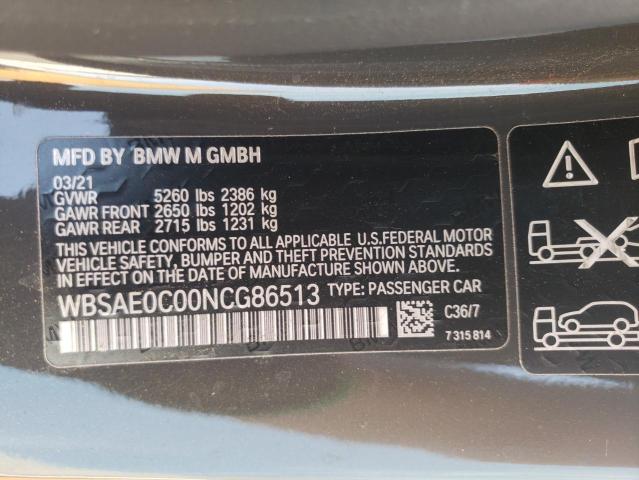 MFD BY BMW M GMBH
03/21
GVWR 5260 lbs 2386 kg
GAWR FRONT 2650 lbs 1202 kg
GAWR REAR 2715 lbs 1231 kg
THIS VEHICLE CONFORMS TO ALL APPLICABLE U.S.FEDERAL MOTOR
VEHICLE SAFETY, BUMPER, AND THEFT PREVENTION STANDARDS
IN EFFECT ON THE DATE OF MANUFACTURE SHOWN ABOVE.
WBSAE0C00NCG86513 TYPE: PASSENGER CAR
C36/7
7 315 814